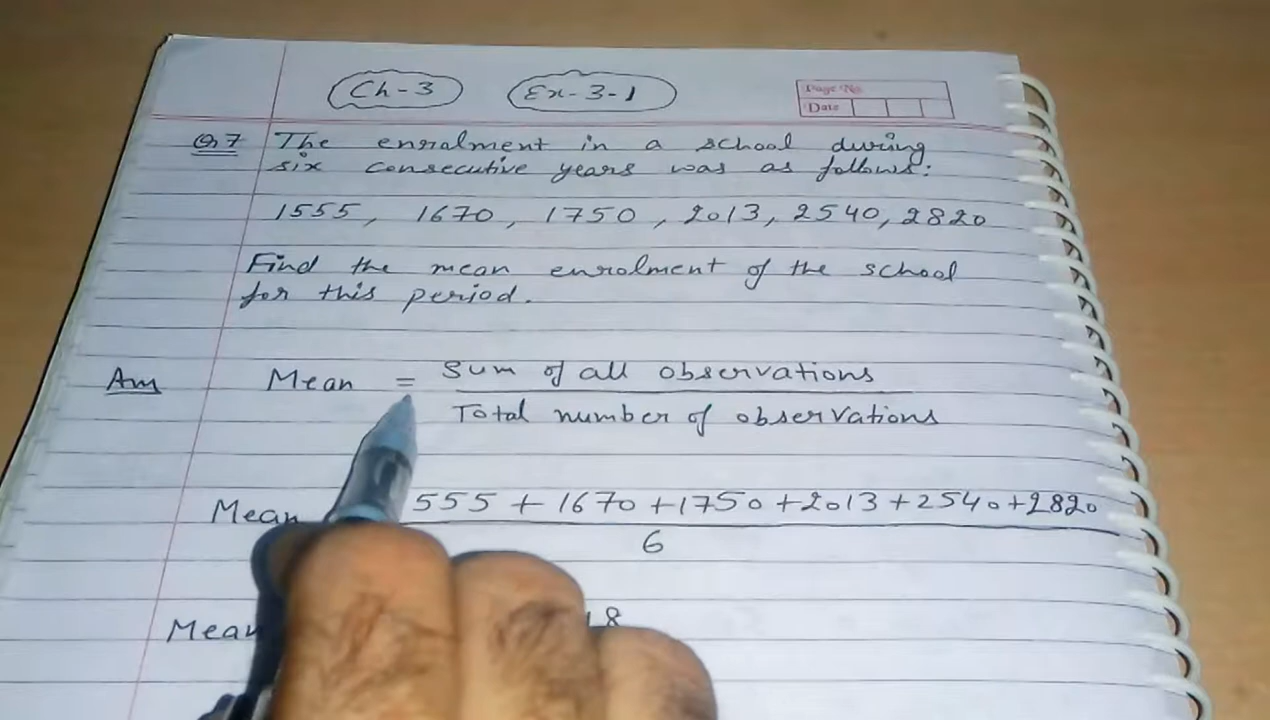 Ch-3 Ex-3-1
Page No.
Date
Q.7 The enrolment in a school during
six consecutive years was as follows:
1555, 1670, 1750, 2013, 2540, 2820
Find the mean enrolment of the school
for this period.
Ans Mean = Sum of all observations
Total number of observations
Mean 555 + 1670 + 1750 + 2013 + 2540 + 2820
6
Mean 18